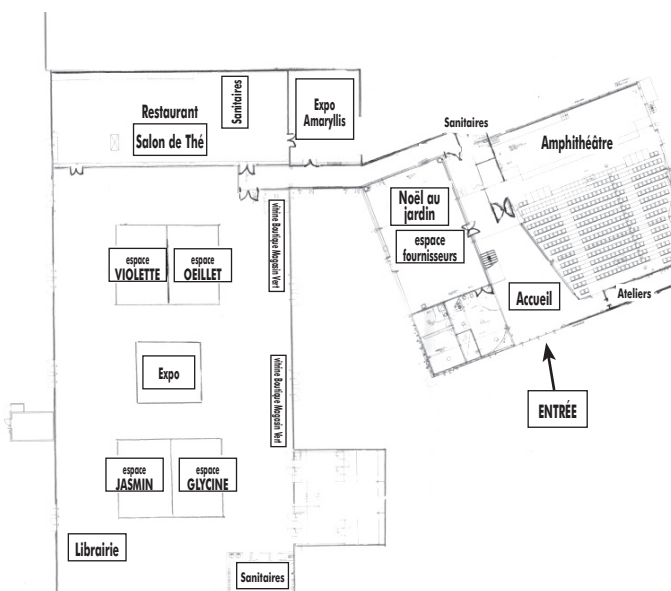 Restaurant
Salon de Thé
Sanitaires
Expo
Amaryllis
Sanitaires
Amphithéâtre
Noël au
jardin
espace
fournisseurs
Accueil
Ateliers
ENTRÉE
vitrine Boutique Magasin Vert
espace
VIOLETTE
espace
OEILLET
Expo
vitrine Boutique Magasin Vert
espace
JASMIN
espace
GLYCINE
Librairie
Sanitaires